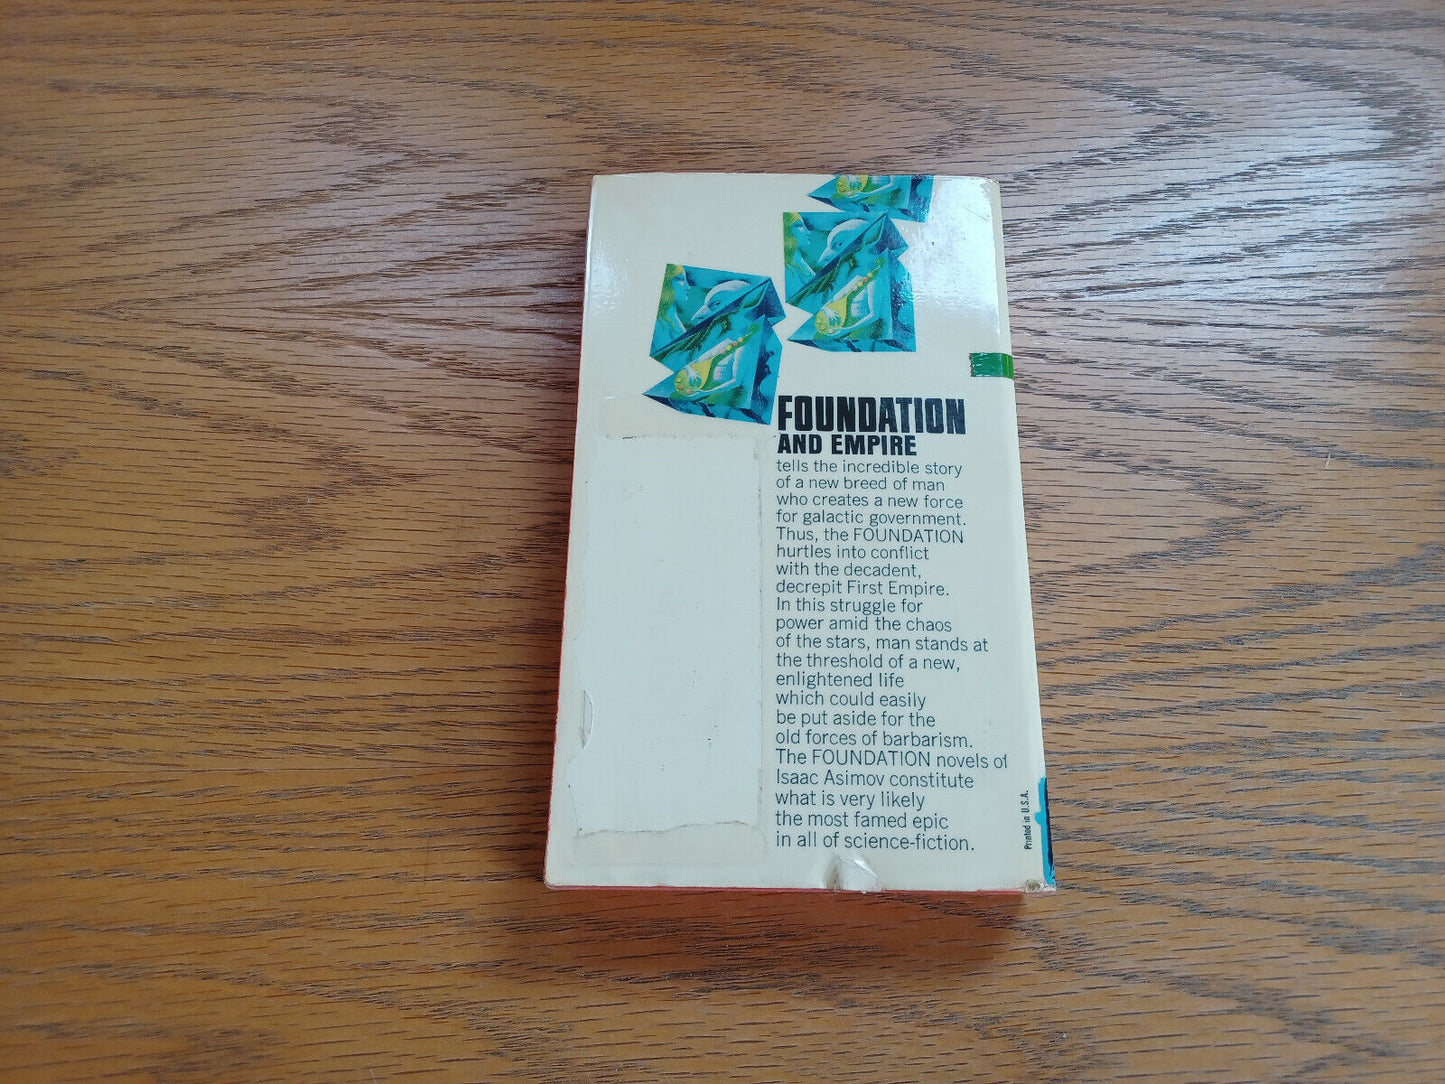 FOUNDATION
AND EMPIRE
tells the incredible story
of a new breed of man
who creates a new force
for galactic government.
Thus, the FOUNDATION
hurtles into conflict
with the decadent,
decrepit First Empire.
In this struggle for
power amid the chaos
of the stars, man stands at
the threshold of a new,
enlightened life
which could easily
be put aside for the
old forces of barbarism.
The FOUNDATION novels of
Isaac Asimov constitute
what is very likely
the most famed epic
in all of science-fiction.
Printed in U.S.A.